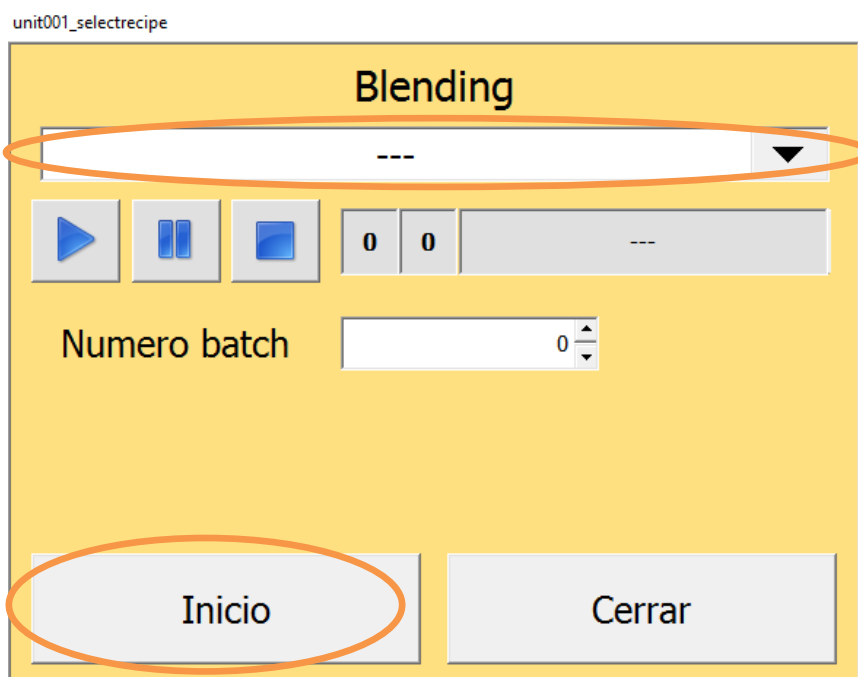 unit001_selectrecipe
Blending
---
0 0 ---
Numero batch 0
Inicio Cerrar